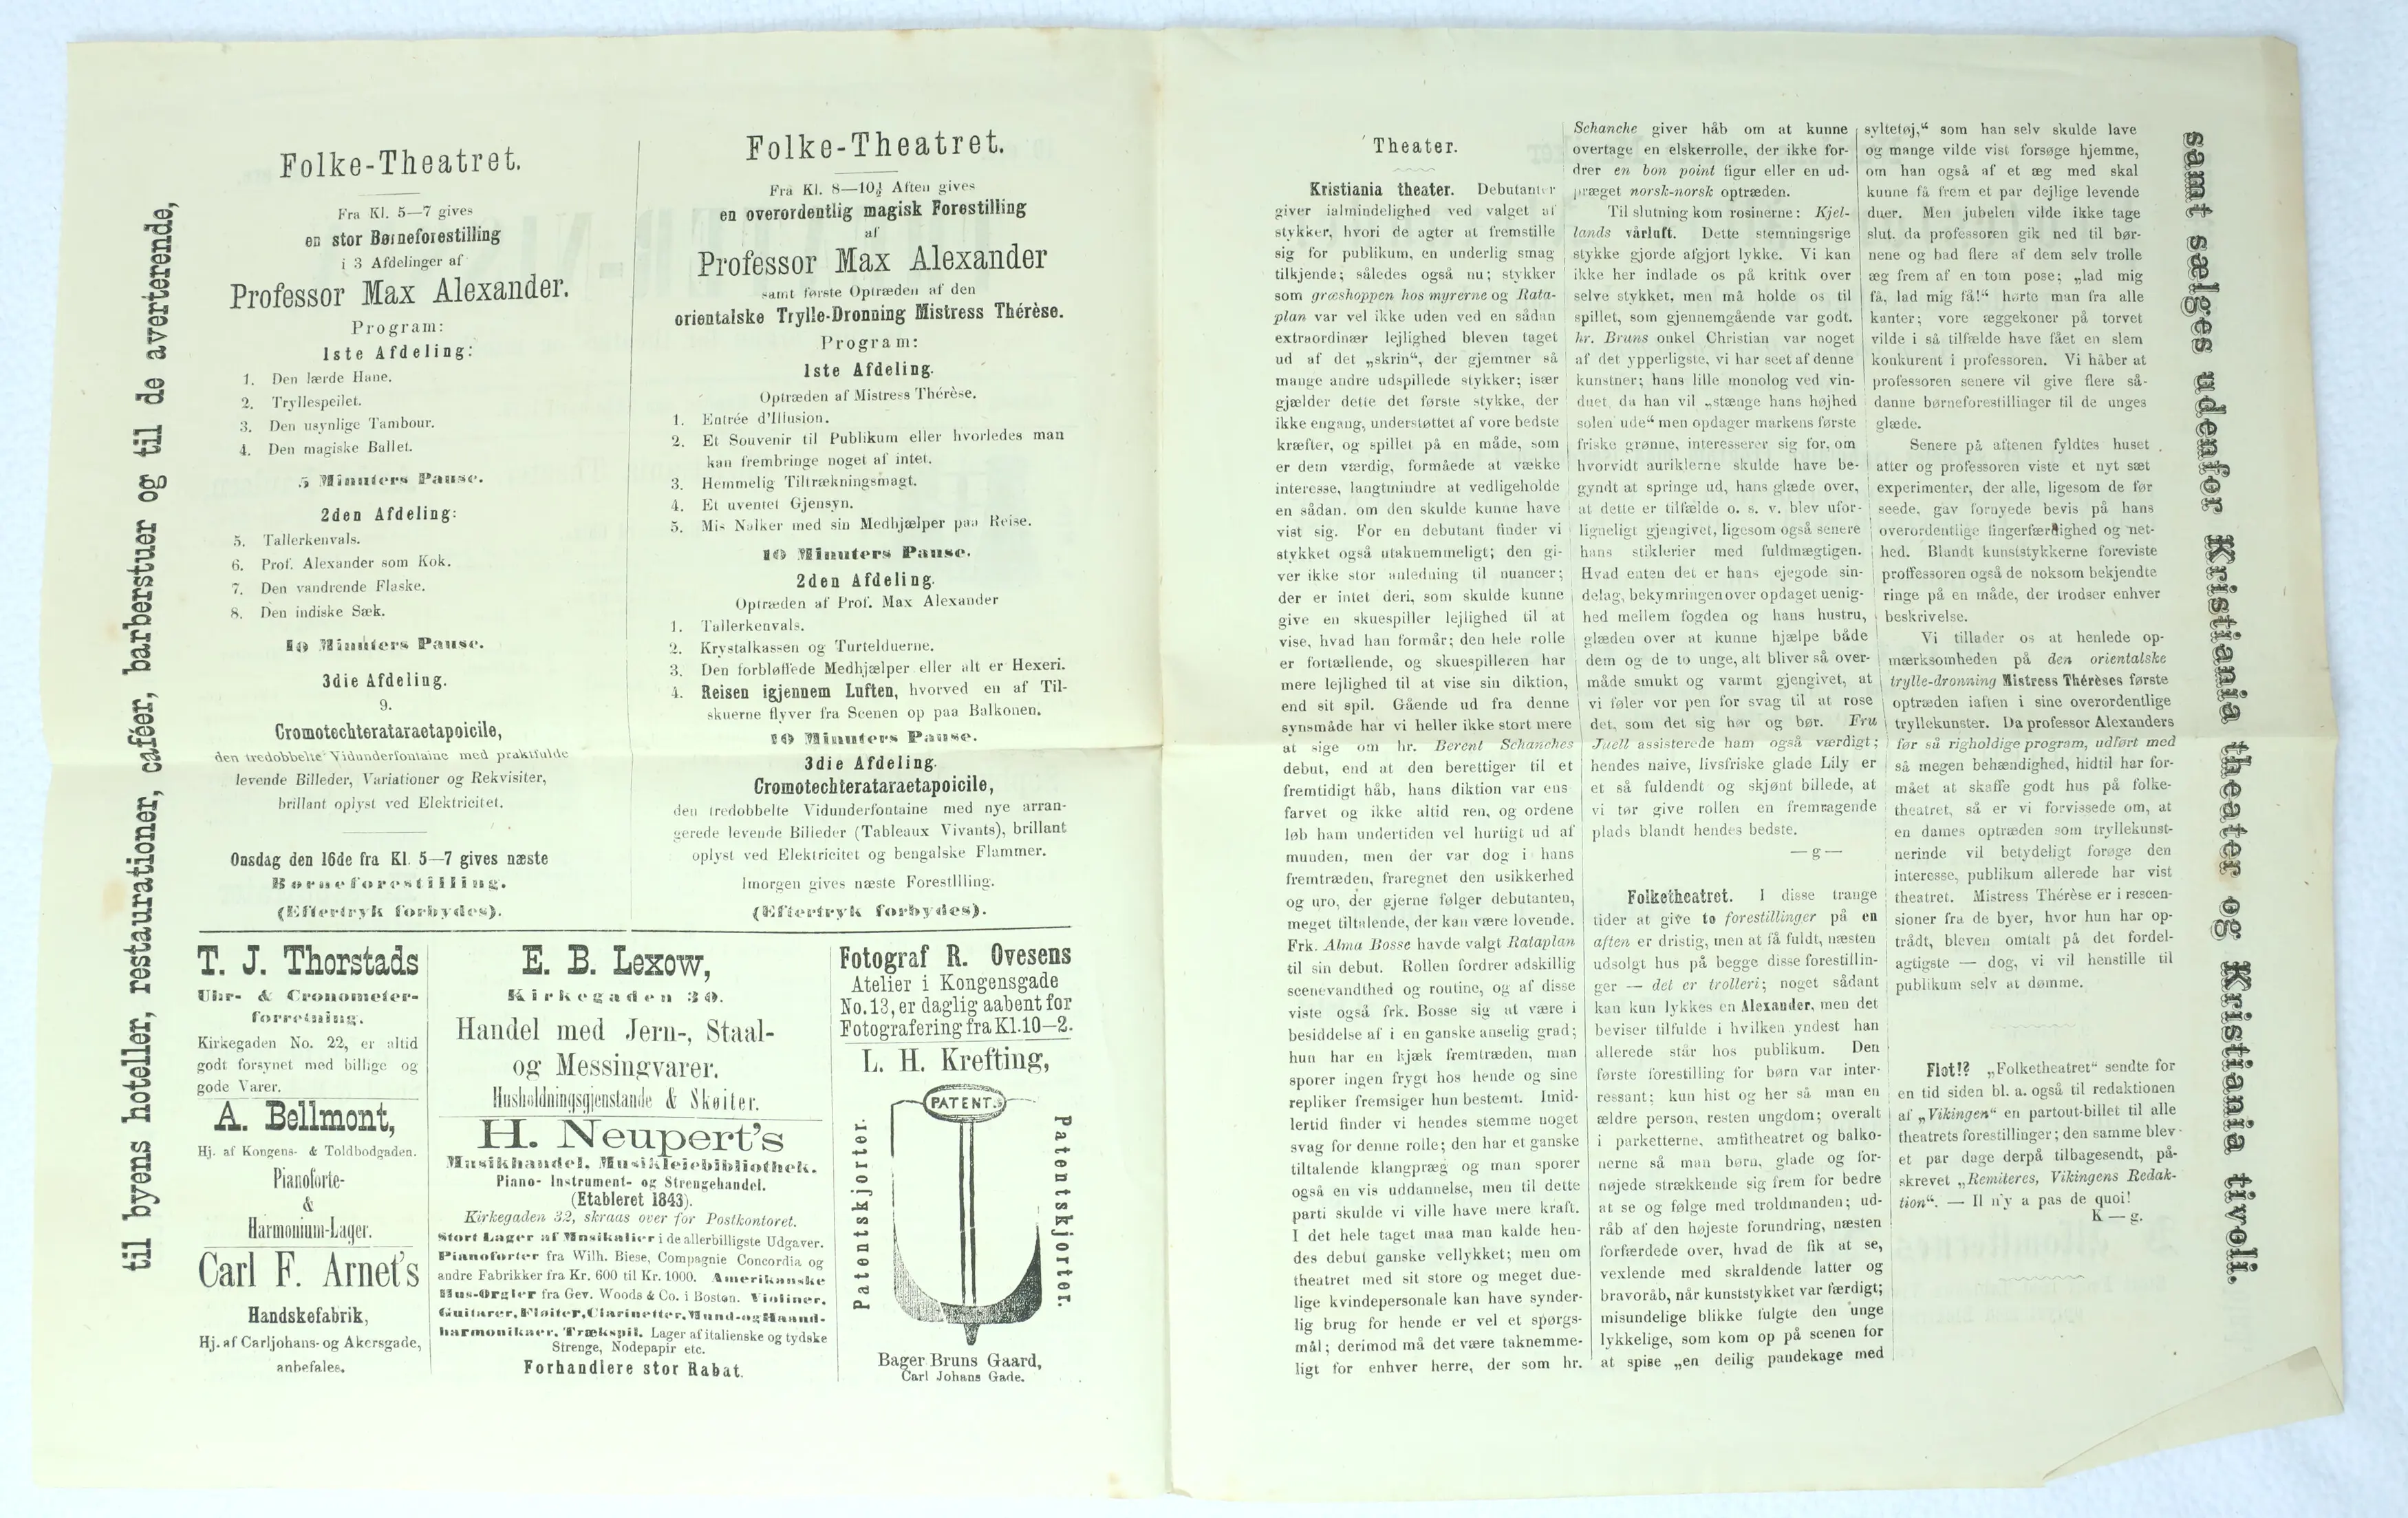 til byens hoteller, restaurationer, caféer, barberstuer og til de averterende,
Folke-Theatret.
Fra Kl. 5—7 gives
en stor Børneforestilling
i 3 Afdelinger af
Professor Max Alexander.
Program:
1ste Afdeling:
1. Den lærde Hane.
2. Tryllespeilet.
3. Den usynlige Tambour.
4. Den magiske Ballet.
5 Minuters Pause.
2den Afdeling:
5. Tallerkenvals.
6. Prof. Alexander som Kok.
7. Den vandrende Flaske.
8. Den indiske Sæk.
10 Minuters Pause.
3die Afdeling.
9.
Cromotechterataraetapoicile,
den tredobbelte Vidunderfontaine med praktfulde
levende Billeder, Variationer og Rekvisiter,
brillant oplyst ved Elektricitet.
Onsdag den 16de fra Kl. 5—7 gives næste
Børneforestilling.
(Eftertryk forbydes).
Folke-Theatret.
Fra Kl. 8—10½ Aften gives
en overordentlig magisk Forestilling
af
Professor Max Alexander
samt første Optræden af den
orientalske Trylle-Dronning Mistress Thérèse.
Program:
1ste Afdeling.
Optræden af Mistress Thérèse.
1. Entrée d'Illusion.
2. Et Souvenir til Publikum eller hvorledes man
kan frembringe noget af intet.
3. Hemmelig Tiltrækningsmagt.
4. Et uventet Gjensyn.
5. Mis Nalker med sin Medhjælper paa Reise.
10 Minuters Pause.
2den Afdeling.
Optræden af Prof. Max Alexander
1. Tallerkenvals.
2. Krystalkassen og Turtelduerne.
3. Den forbløffede Medhjælper eller alt er Hexeri.
4. Reisen igjennem Luften, hvorved en af Til-
skuerne flyver fra Scenen op paa Balkonen.
10 Minuters Pause.
3die Afdeling.
Cromotechterataraetapoicile,
den tredobbelte Vidunderfontaine med nye arran-
gerede levende Billeder (Tableaux Vivants), brillant
oplyst ved Elektricitet og bengalske Flammer.
Imorgen gives næste Forestllling.
(Eftertryk forbydes).
T. J. Thorstads
Uhr- & Cronometer-
forretning.
Kirkegaden No. 22, er altid
godt forsynet med billige og
gode Varer.
A. Bellmont,
Hj. af Kongens- & Toldbodgaden.
Pianoforte-
&
Harmonium-Lager.
Carl F. Arnet's
Handskefabrik,
Hj. af Carljohans- og Akersgade,
anbefales.
E. B. Lexow,
Kirkegaden 30.
Handel med Jern-, Staal-
og Messingvarer.
Husholdningsgjenstande & Skøiter.
H. Neupert's
Musikhandel, Musikleiebibliothek.
Piano- Instrument- og Strengehandel.
(Etableret 1843).
Kirkegaden 32, skraas over for Postkontoret.
Stort Lager af Musikalier i de allerbilligste Udgaver.
Pianoforter fra Wilh. Biese, Compagnie Concordia og
andre Fabrikker fra Kr. 600 til Kr. 1000. Amerikanske
Hus-Orgler fra Gev. Woods & Co. i Boston. Violiner,
Guitarer, Fløiter, Clarinetter, Mund- og Haand-
harmonikaer, Trækspil. Lager af italienske og tydske
Strenge, Nodepapir etc.
Forhandlere stor Rabat.
Fotograf R. Ovesens
Atelier i Kongensgade
No. 13, er daglig aabent for
Fotografering fra Kl. 10—2.
L. H. Krefting,
PATENT.
Patentskjorter.
Patentskjorter.
Bager Bruns Gaard,
Carl Johans Gade.
Theater.
Kristiania theater. Debutanter
giver ialmindelighed ved valget af
stykker, hvori de agter at fremstille
sig for publikum, en underlig smag
tilkjende; således også nu; stykker
som græshoppen hos myrerne og Rata-
plan var vel ikke uden ved en sådan
extraordinær lejlighed bleven taget
ud af det „skrin“, der gjemmer så
mange andre udspillede stykker; især
gjælder dette det første stykke, der
ikke engang, understøttet af vore bedste
kræfter, og spillet på en måde, som
er dem værdig, formåede at vække
interesse, langtmindre at vedligeholde
en sådan. om den skulde kunne have
vist sig. For en debutant finder vi
stykket også utaknemmeligt; den gi-
ver ikke stor anledning til nuancer;
der er intet deri, som skulde kunne
give en skuespiller lejlighed til at
vise, hvad han formår; den hele rolle
er fortællende, og skuespilleren har
mere lejlighed til at vise sin diktion,
end sit spil. Gående ud fra denne
synsmåde har vi heller ikke stort mere
at sige om hr. Berent Schanches
debut, end at den berettiger til et
fremtidigt håb, hans diktion var ens
farvet og ikke altid ren, og ordene
løb ham undertiden vel hurtigt ud af
munden, men der var dog i hans
fremtræden, fraregnet den usikkerhed
og uro, der gjerne følger debutanten,
meget tiltalende, der kan være lovende.
Frk. Alma Bosse havde valgt Rataplan
til sin debut. Rollen fordrer adskillig
scenevandthed og routine, og af disse
viste også frk. Bosse sig at være i
besiddelse af i en ganske anselig grad;
hun har en kjæk fremtræden, man
sporer ingen frygt hos hende og sine
repliker fremsiger hun bestemt. Imid-
lertid finder vi hendes stemme noget
svag for denne rolle; den har et ganske
tiltalende klangpræg og man sporer
også en vis uddannelse, men til dette
parti skulde vi ville have mere kraft.
I det hele taget maa man kalde hen-
des debut ganske vellykket; men om
theatret med sit store og meget due-
lige kvindepersonale kan have synder-
lig brug for hende er vel et spørgs-
mål; derimod må det være taknemme-
ligt for enhver herre, der som hr.
Schanche giver håb om at kunne
overtage en elskerrolle, der ikke for-
drer en bon point figur eller en ud-
præget norsk-norsk optræden.
Til slutning kom rosinerne: Kjel-
lands vårluft. Dette stemningsrige
stykke gjorde afgjort lykke. Vi kan
ikke her indlade os på kritik over
selve stykket, men må holde os til
spillet, som gjennemgående var godt.
hr. Bruns onkel Christian var noget
af det ypperligste, vi har seet af denne
kunstner; hans lille monolog ved vin-
duet, da han vil „stænge hans højhed
solen ude“ men opdager markens første
friske grønne, interesserer sig for, om
hvorvidt auriklerne skulde have be-
gyndt at springe ud, hans glæde over,
at dette er tilfælde o. s. v. blev ufor-
ligneligt gjengivet, ligesom også senere
hans stiklerier med fuldmægtigen.
Hvad enten det er hans ejegode sin-
delag, bekymringen over opdaget uenig-
hed mellem fogden og hans hustru,
glæden over at kunne hjælpe både
dem og de to unge, alt bliver så over-
måde smukt og varmt gjengivet, at
vi føler vor pen for svag til at rose
det, som det sig hør og bør. Fru
Juell assisterede ham også værdigt;
hendes naive, livsfriske glade Lily er
et så fuldendt og skjønt billede, at
vi tør give rollen en fremragende
plads blandt hendes bedste.
— g —
Folketheatret. I disse trange
tider at give to forestillinger på en
aften er dristig, men at få fuldt, næsten
udsolgt hus på begge disse forestillin-
ger — det er trolleri; noget sådant
kan kun lykkes en Alexander, men det
beviser tilfulde i hvilken yndest han
allerede står hos publikum. Den
første forestilling for børn var inter-
ressant; kun hist og her så man en
ældre person, resten ungdom; overalt
i parketterne, amfitheatret og balko-
nerne så man børn, glade og for-
nøjede strækkende sig frem for bedre
at se og følge med troldmanden; ud-
råb af den højeste forundring, næsten
forfærdede over, hvad de fik at se,
vexlende med skraldende latter og
bravoråb, når kunststykket var færdigt;
misundelige blikke fulgte den unge
lykkelige, som kom op på scenen for
at spise „en deilig pandekage med
syltetøj,“ som han selv skulde lave
og mange vilde vist forsøge hjemme,
om han også af et æg med skal
kunne få frem et par dejlige levende
duer. Men jubelen vilde ikke tage
slut. da professoren gik ned til bør-
nene og bad flere af dem selv trolle
æg frem af en tom pose; „lad mig
få, lad mig få!“ hørte man fra alle
kanter; vore æggekoner på torvet
vilde i så tilfælde have fået en slem
konkurent i professoren. Vi håber at
professoren senere vil give flere så-
danne børneforestillinger til de unges
glæde.
Senere på aftenen fyldtes huset
atter og professoren viste et nyt sæt
experimenter, der alle, ligesom de før
seede, gav fornyede bevis på hans
overordentlige fingerfærdighed og net-
hed. Blandt kunststykkerne foreviste
proffessoren også de noksom bekjendte
ringe på en måde, der trodser enhver
beskrivelse.
Vi tillader os at henlede op-
mærksomheden på den orientalske
trylle-dronning Mistress Thérèses første
optræden iaften i sine overordentlige
tryllekunster. Da professor Alexanders
før så righoldige program, udført med
så megen behændighed, hidtil har for-
mået at skaffe godt hus på folke-
theatret, så er vi forvissede om, at
en dames optræden som tryllekunst-
nerinde vil betydeligt forøge den
interesse, publikum allerede har vist
theatret. Mistress Thérèse er i rescen-
sioner fra de byer, hvor hun har op-
trådt, bleven omtalt på det fordel-
agtigste — dog, vi vil henstille til
publikum selv at dømme.
Flot!? „Folketheatret“ sendte for
en tid siden bl. a. også til redaktionen
af „Vikingen“ en partout-billet til alle
theatrets forestillinger; den samme blev
et par dage derpå tilbagesendt, på-
skrevet „Remiteres, Vikingens Redak-
tion“. — Il n'y a pas de quoi!
K — g.
samt sælges udenfor Kristiania theater og Kristiania tivoli.